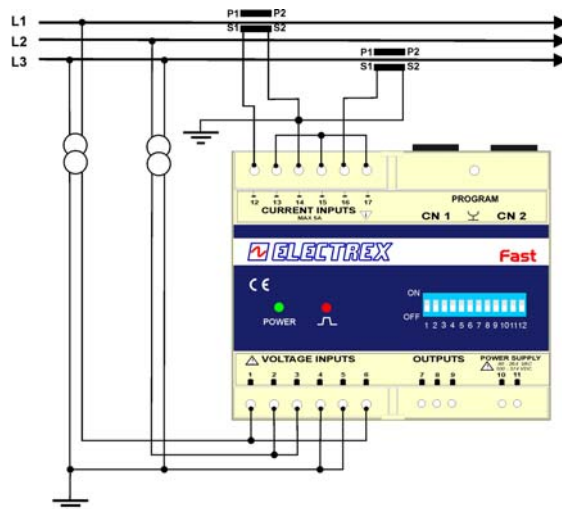 P1 P2
L1
S1 S2
L2
P1 P2
L3
S1 S2
12 13 14 15 16 17
CURRENT INPUTS
MAX 5A
PROGRAM
CN 1 CN 2
ELECTREX
Fast
CE
ON
OFF
1 2 3 4 5 6 7 8 9 10 11 12
POWER
VOLTAGE INPUTS
OUTPUTS
POWER SUPPLY
1 2 3 4 5 6
7 8 9
10 11